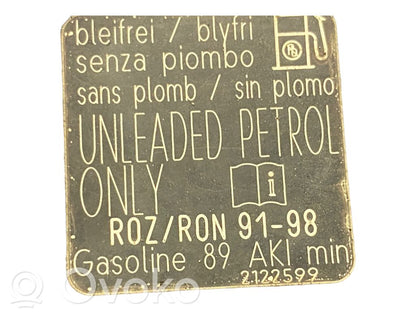 bleifrei / blyfri
senza piombo
sans plomb / sin plomo
UNLEADED PETROL
ONLY
i
ROZ/RON 91-98
Gasoline 89 AKI min
2122599
Ovoko